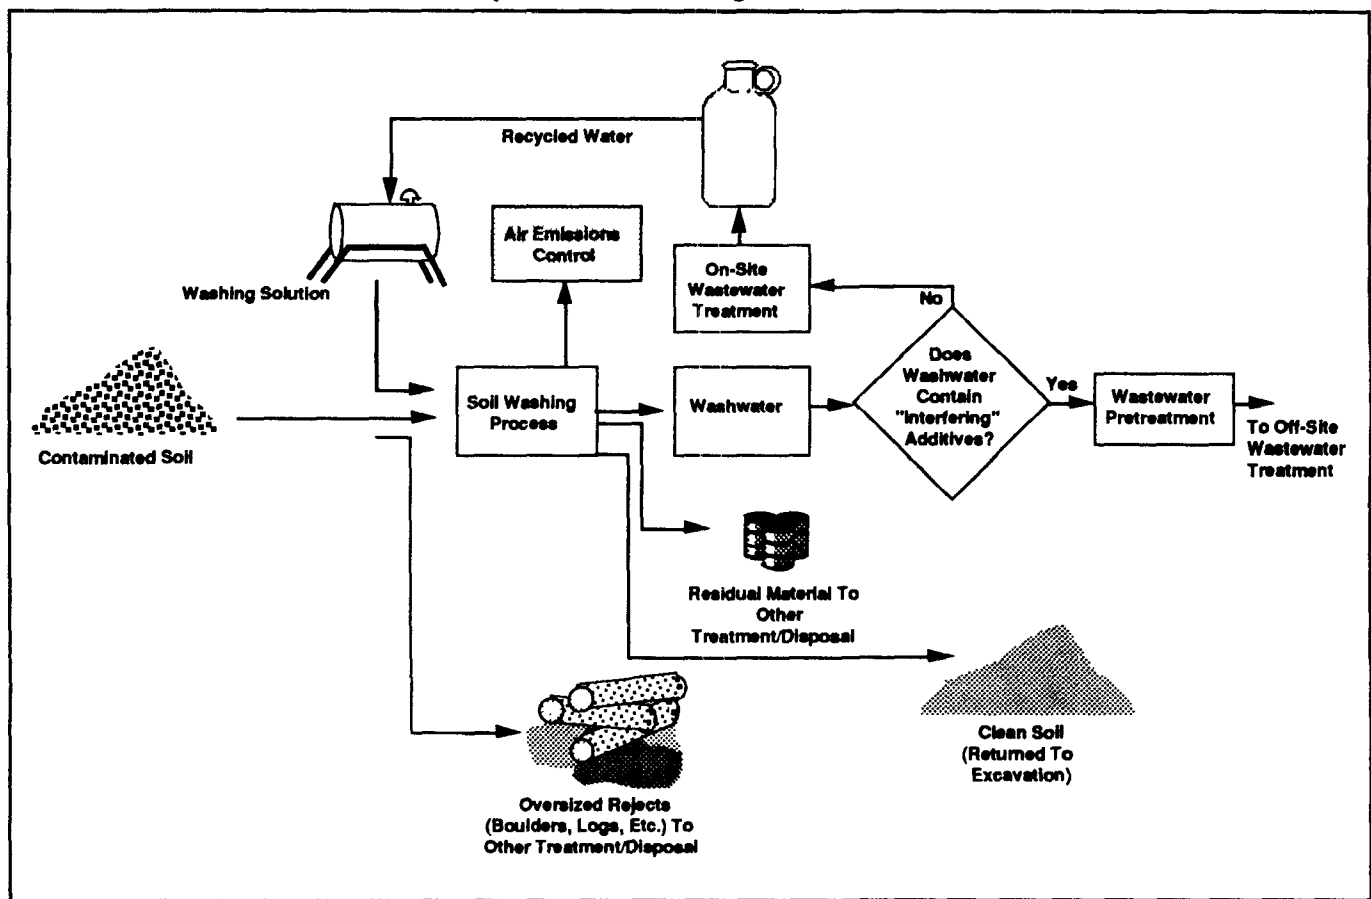 Recycled Water
Air Emissions
Control
On-Site
Wastewater
Treatment
No
Washing Solution
Does
Washwater
Contain
"Interfering"
Additives?
Yes
Soil Washing
Process
Washwater
Wastewater
Pretreatment
To Off-Site
Wastewater
Treatment
Contaminated Soil
Residual Material To
Other
Treatment/Disposal
Clean Soil
(Returned To
Excavation)
Oversized Rejects
(Boulders, Logs, Etc.) To
Other Treatment/Disposal